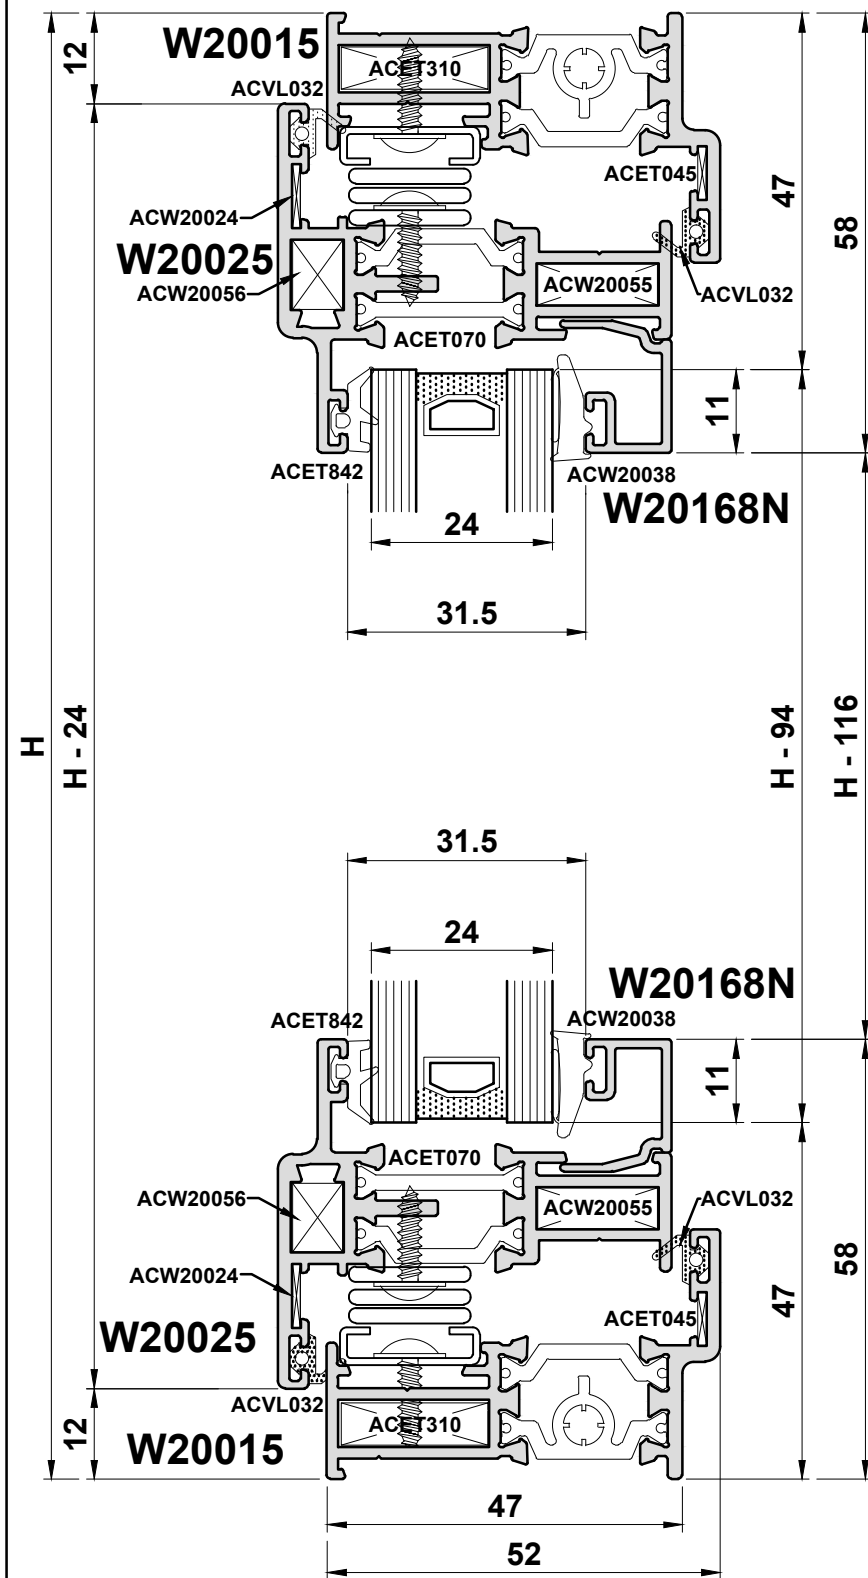 12
W20015
ACET310
ACVL032
ACET045
47
58
ACW20024
W20025
ACW20056
ACW20055
ACVL032
ACET070
11
ACET842
ACW20038
W20168N
24
31.5
H
H - 24
H - 94
H - 116
31.5
24
W20168N
ACET842
ACW20038
11
ACET070
ACW20056
ACW20055
ACVL032
ACW20024
ACET045
47
58
W20025
ACVL032
12
ACET310
W20015
47
52